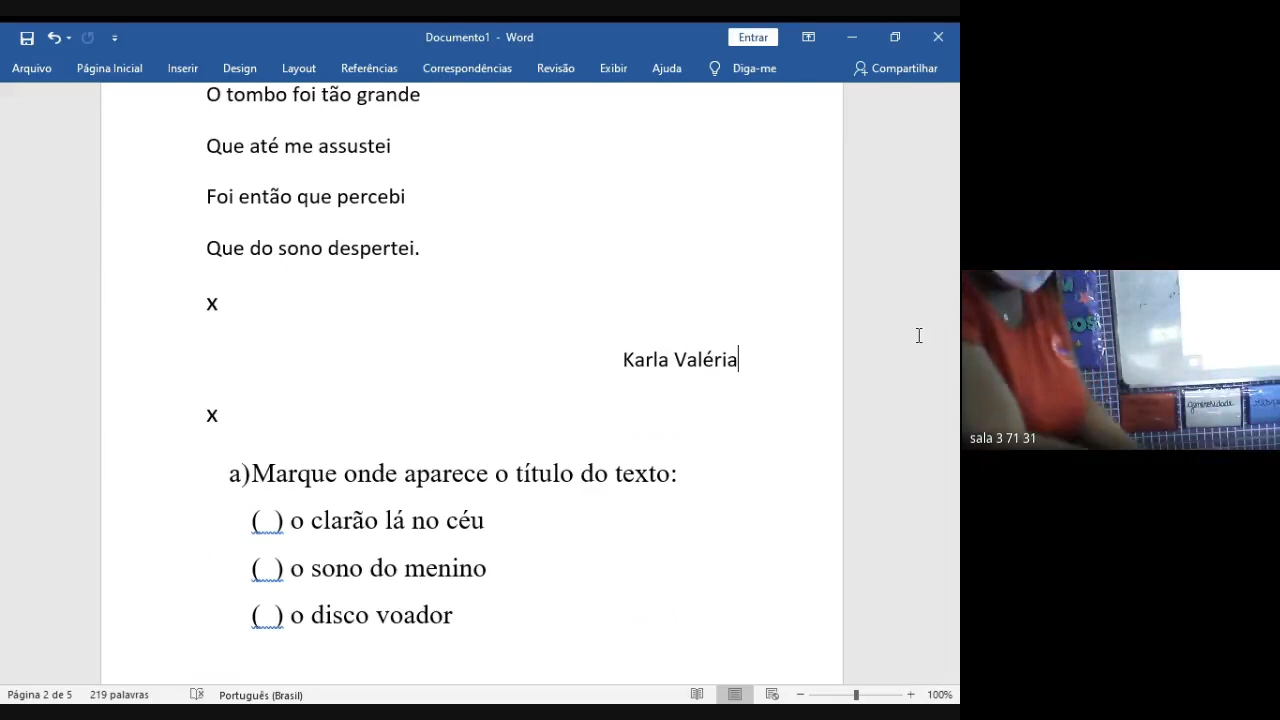 Documento1 - Word
Entrar
Arquivo Página Inicial Inserir Design Layout Referências Correspondências Revisão Exibir Ajuda Diga-me Compartilhar
O tombo foi tão grande
Que até me assustei
Foi então que percebi
Que do sono despertei.
x
Karla Valéria
x
a)Marque onde aparece o título do texto:
( ) o clarão lá no céu
( ) o sono do menino
( ) o disco voador
Página 2 de 5 219 palavras Português (Brasil) 100%
generosidade
sala 3 71 31